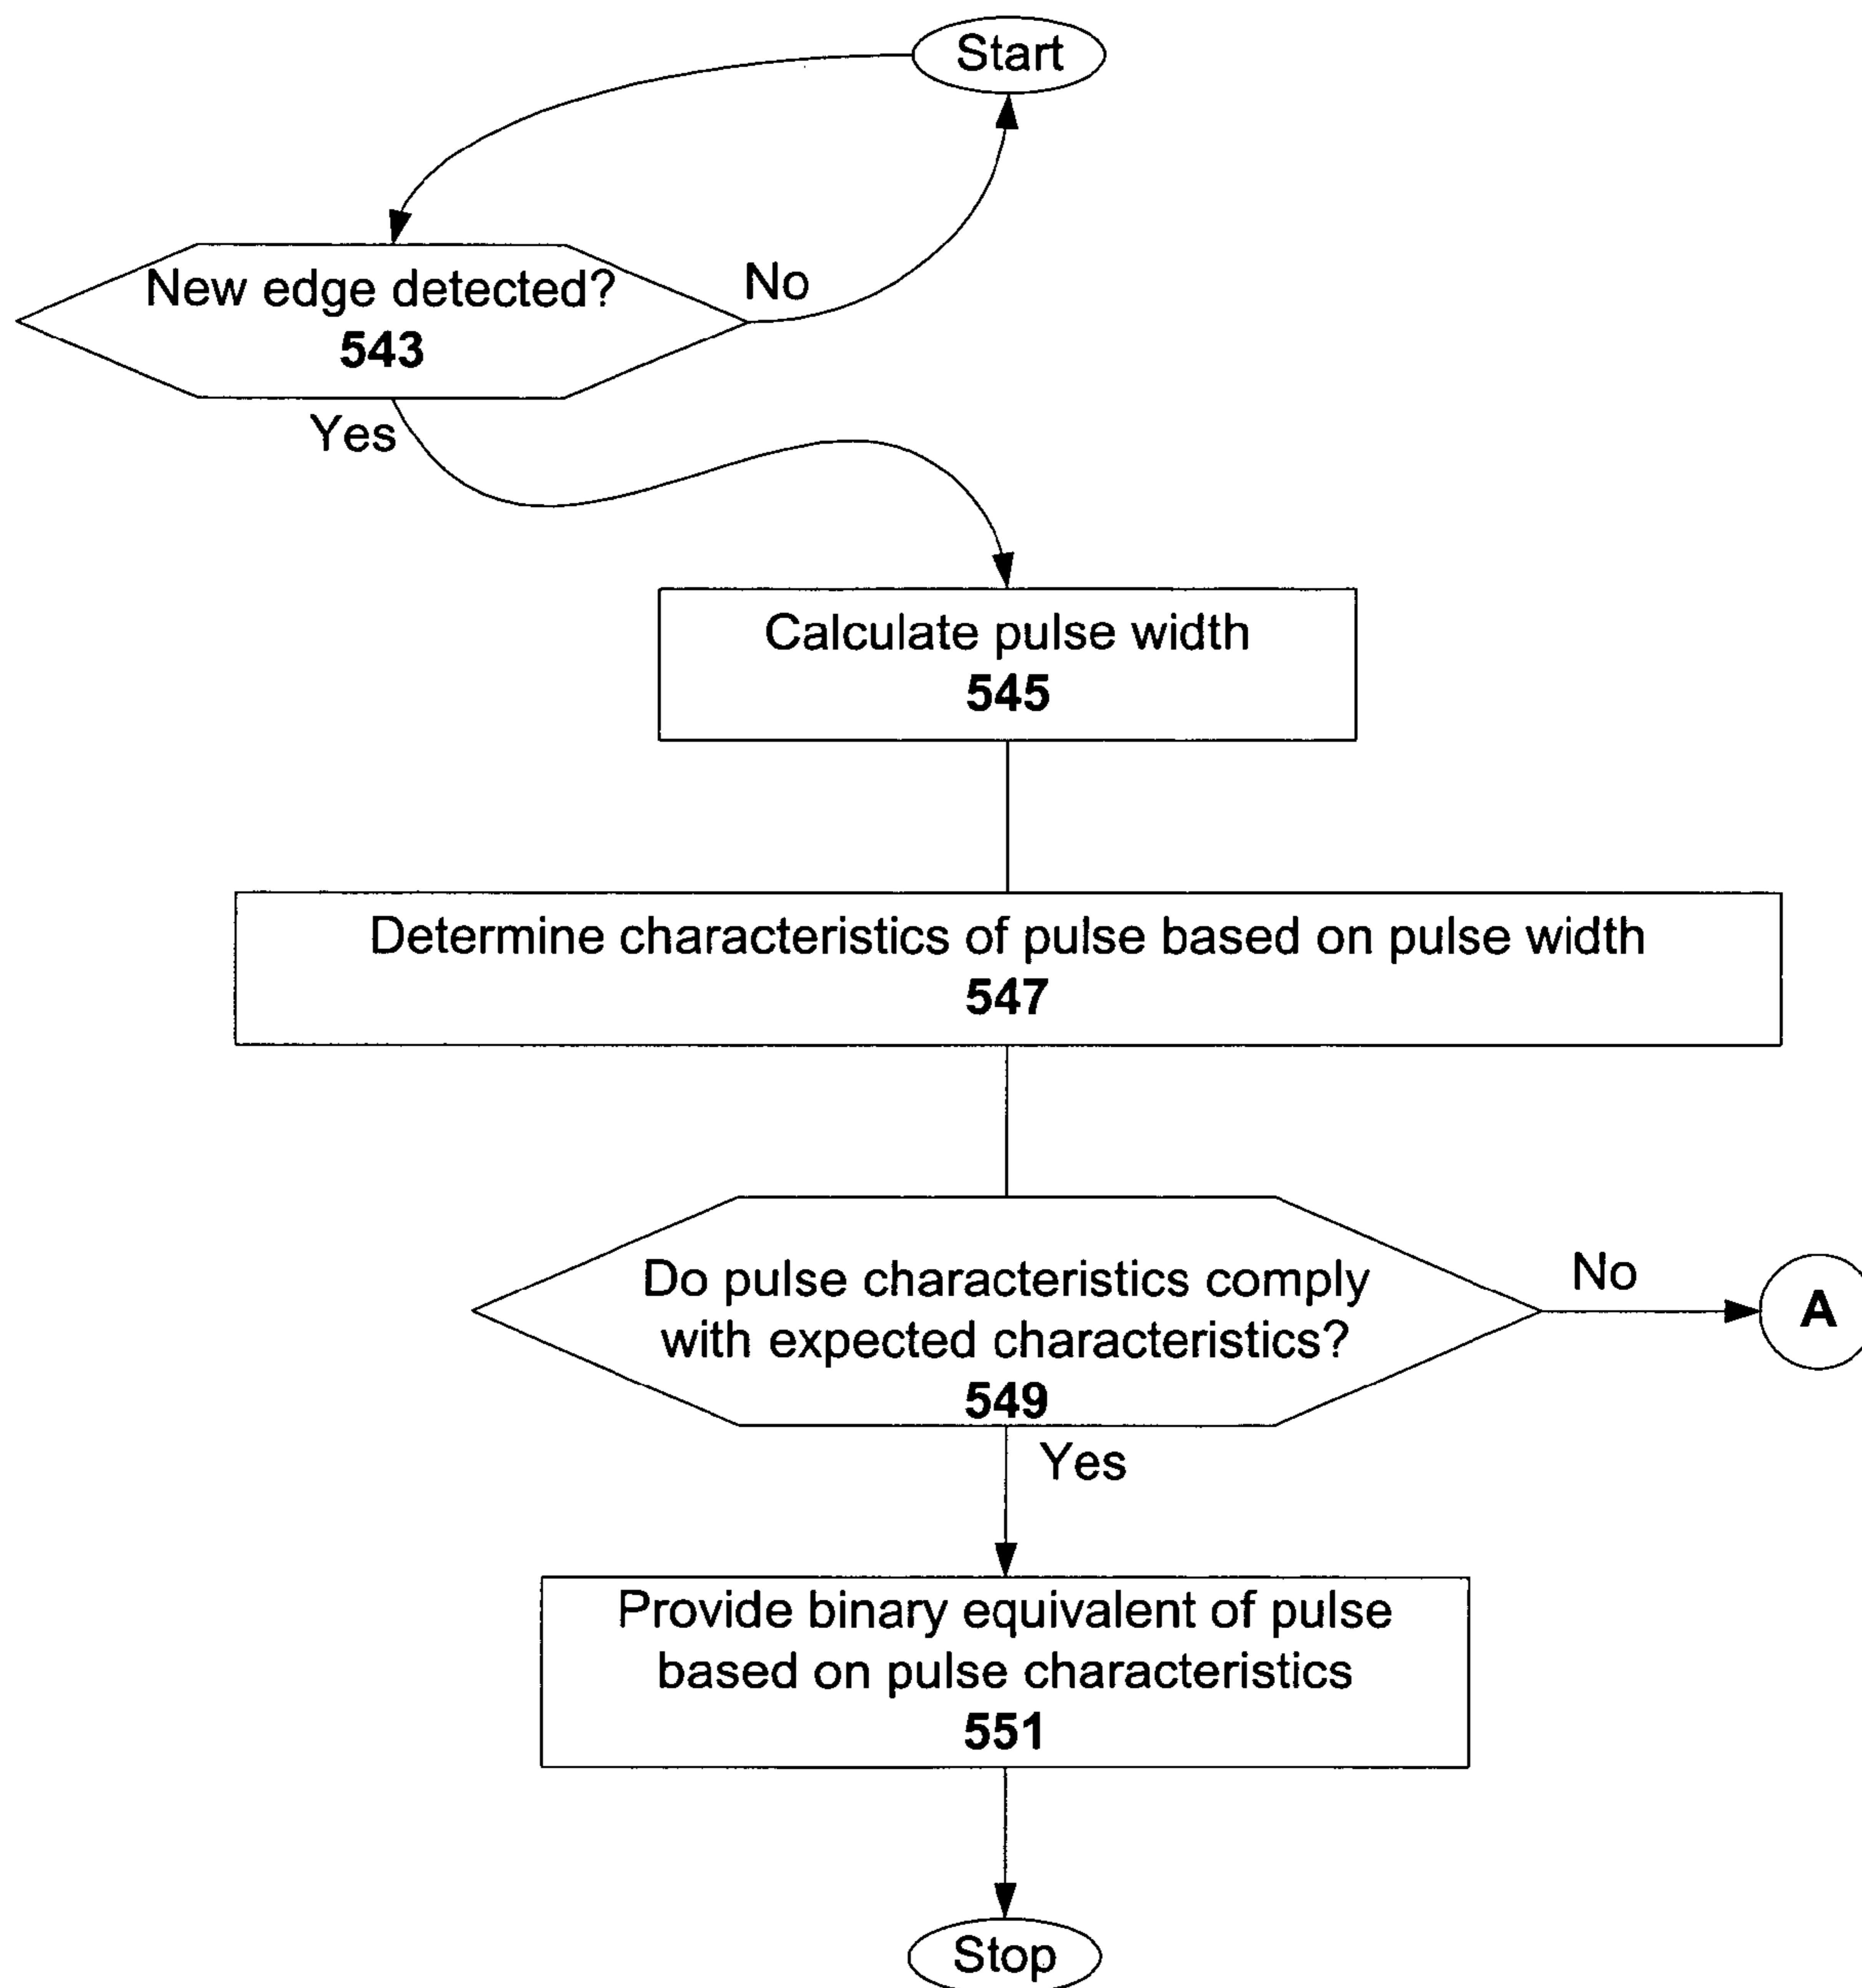 Start
New edge detected?
543
No
Yes
Calculate pulse width
545
Determine characteristics of pulse based on pulse width
547
Do pulse characteristics comply
with expected characteristics?
549
No
A
Yes
Provide binary equivalent of pulse
based on pulse characteristics
551
Stop